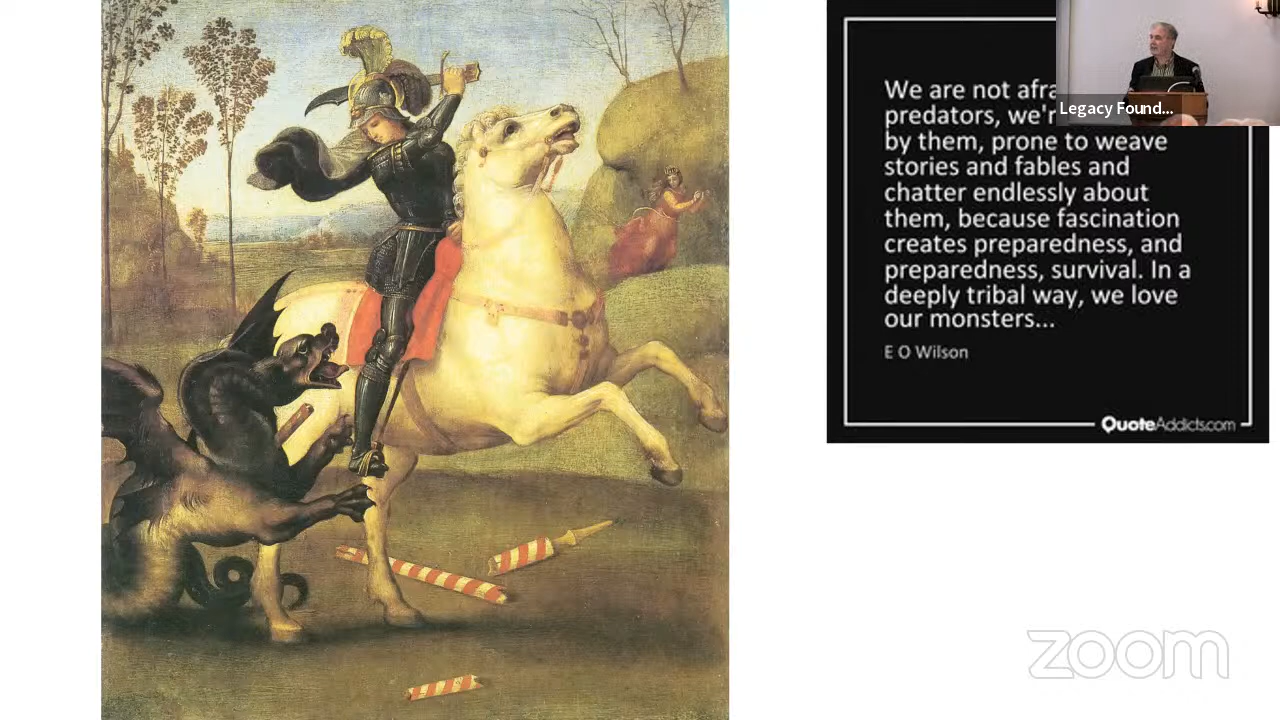 We are not afra
predators, we'r
by them, prone to weave
stories and fables and
chatter endlessly about
them, because fascination
creates preparedness, and
preparedness, survival. In a
deeply tribal way, we love
our monsters...
E O Wilson
QuoteAddicts.com
Legacy Found...
zoom